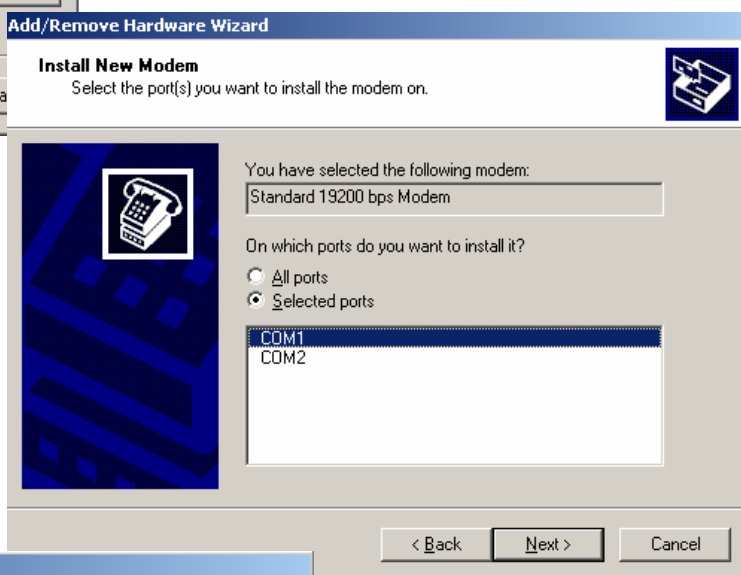 Add/Remove Hardware Wizard
Install New Modem
Select the port(s) you want to install the modem on.
You have selected the following modem:
Standard 19200 bps Modem
On which ports do you want to install it?
All ports
Selected ports
COM1
COM2
< Back
Next >
Cancel